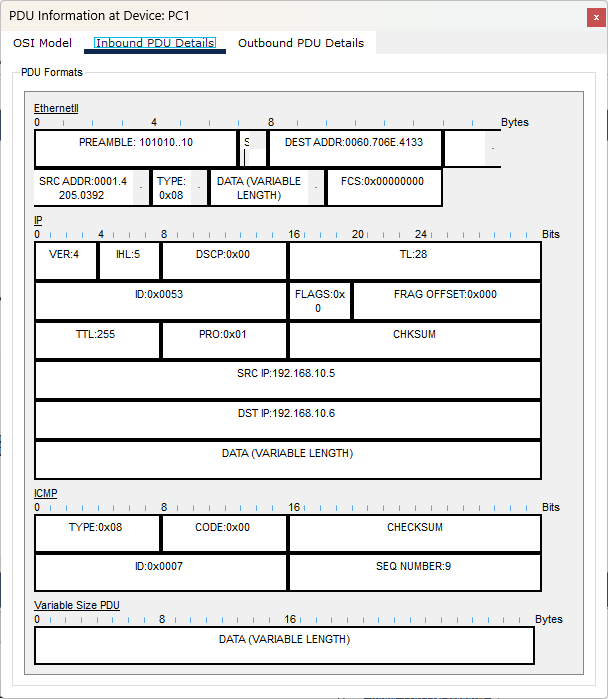 PDU Information at Device: PC1
x
OSI Model Inbound PDU Details Outbound PDU Details
PDU Formats
EthernetII
0 4 8 Bytes
PREAMBLE: 101010..10 S DEST ADDR:0060.706E.4133
SRC ADDR:0001.4
205.0392
TYPE:
0x08
DATA (VARIABLE
LENGTH)
FCS:0x00000000
IP
0 4 8 16 20 24 Bits
VER:4 IHL:5 DSCP:0x00 TL:28
ID:0x0053 FLAGS:0x
0
FRAG OFFSET:0x000
TTL:255 PRO:0x01 CHKSUM
SRC IP:192.168.10.5
DST IP:192.168.10.6
DATA (VARIABLE LENGTH)
ICMP
0 8 16 Bits
TYPE:0x08 CODE:0x00 CHECKSUM
ID:0x0007 SEQ NUMBER:9
Variable Size PDU
0 8 16 Bytes
DATA (VARIABLE LENGTH)